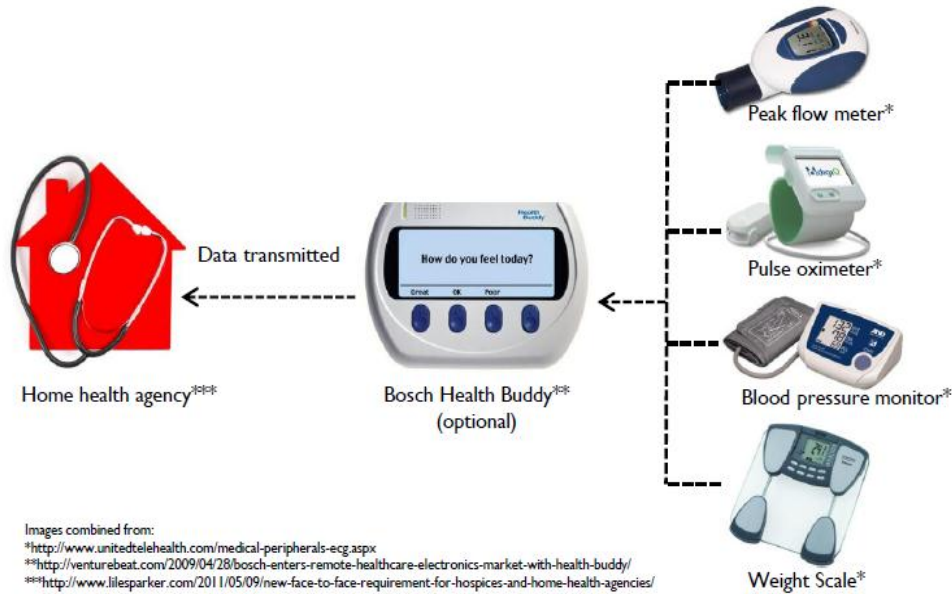 Peak flow meter*
Pulse oximeter*
Data transmitted
Health
Buddy
How do you feel today?
Great OK Poor
Home health agency***
Bosch Health Buddy**
(optional)
AND
Blood pressure monitor*
Images combined from:
*http://www.unitedtelehealth.com/medical-peripherals-ecg.aspx
**http://venturebeat.com/2009/04/28/bosch-enters-remote-healthcare-electronics-market-with-health-buddy/
***http://www.lilesparker.com/2011/05/09/new-face-to-face-requirement-for-hospices-and-home-health-agencies/
Weight Scale*